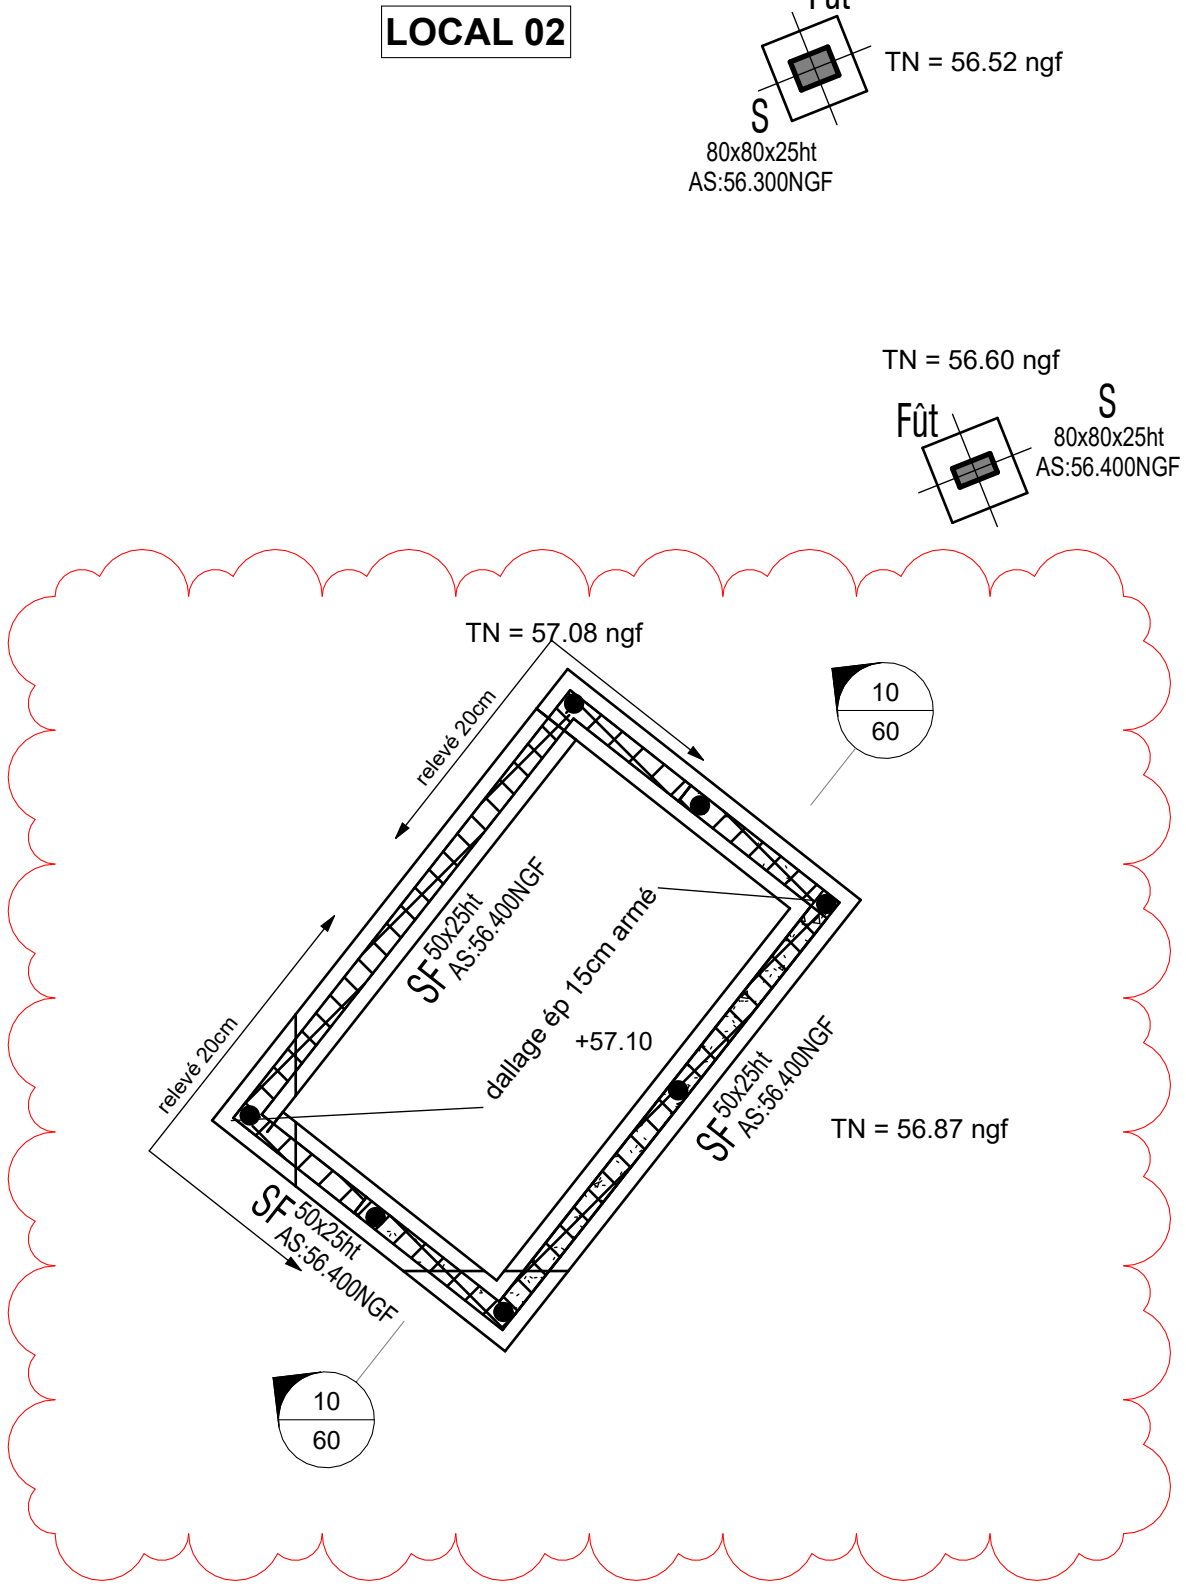 Fût
LOCAL 02
TN = 56.52 ngf
S
80x80x25ht
AS:56.300NGF
TN = 56.60 ngf
Fût
S
80x80x25ht
AS:56.400NGF
TN = 57.08 ngf
relevé 20cm
10
60
SF 50x25ht
AS:56.400NGF
dallage ép 15cm armé
+57.10
relevé 20cm
SF 50x25ht
AS:56.400NGF
TN = 56.87 ngf
SF 50x25ht
AS:56.400NGF
10
60